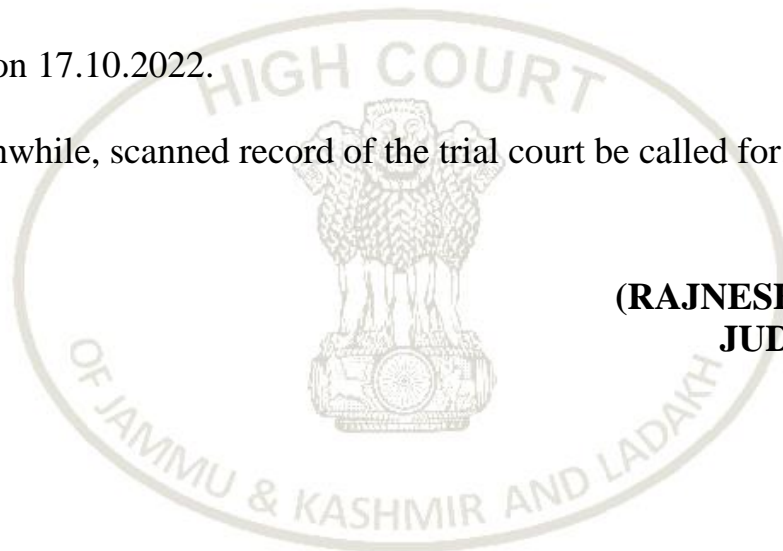 on 17.10.2022.
nwhile, scanned record of the trial court be called for
(RAJNESH
JUD
HIGH COURT
OF JAMMU & KASHMIR AND LADAKH